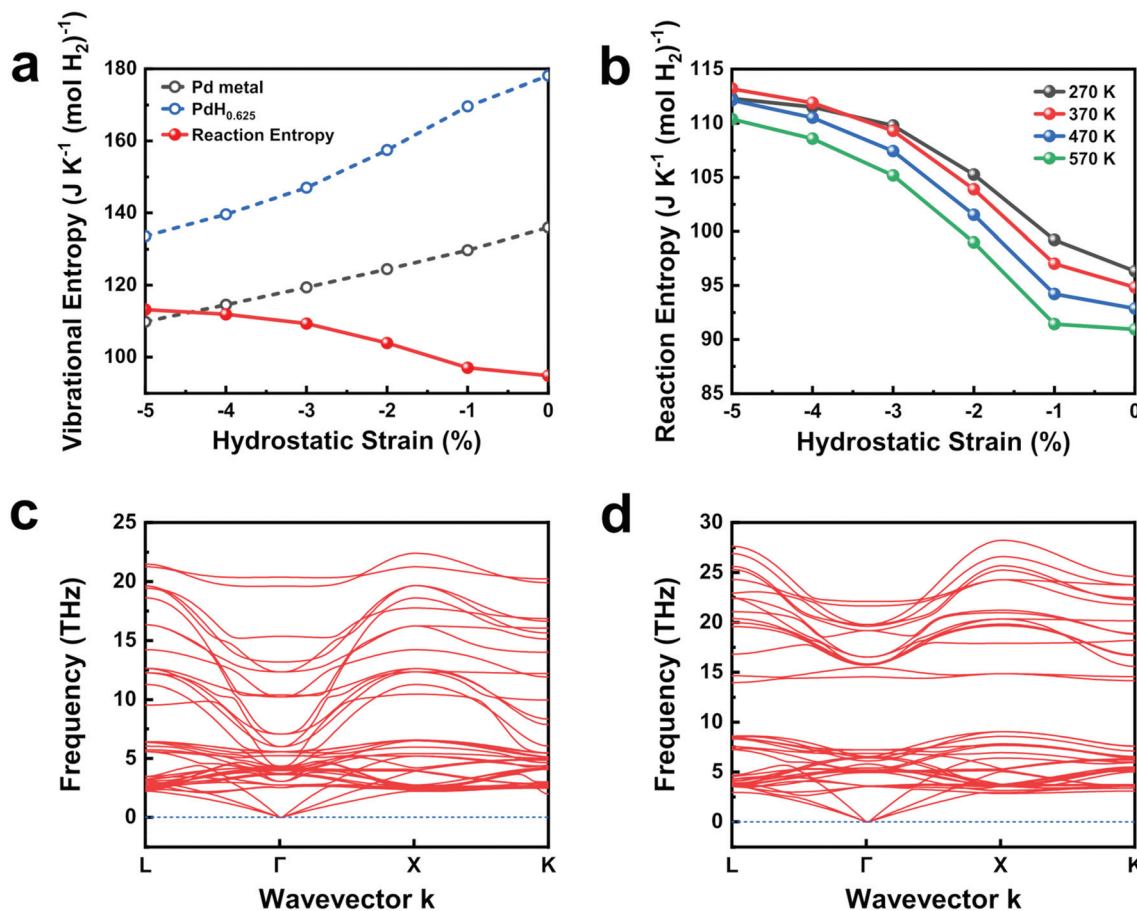 a
Vibrational Entropy (J K⁻¹ (mol H₂)⁻¹)
180
160
140
120
100
Pd metal
PdH₀.₆₂₅
Reaction Entropy
-5 -4 -3 -2 -1 0
Hydrostatic Strain (%)
b
Reaction Entropy (J K⁻¹ (mol H₂)⁻¹)
115
110
105
100
95
90
85
270 K
370 K
470 K
570 K
-5 -4 -3 -2 -1 0
Hydrostatic Strain (%)
c
Frequency (THz)
25
20
15
10
5
0
L Γ X K
Wavevector k
d
Frequency (THz)
30
25
20
15
10
5
0
L Γ X K
Wavevector k